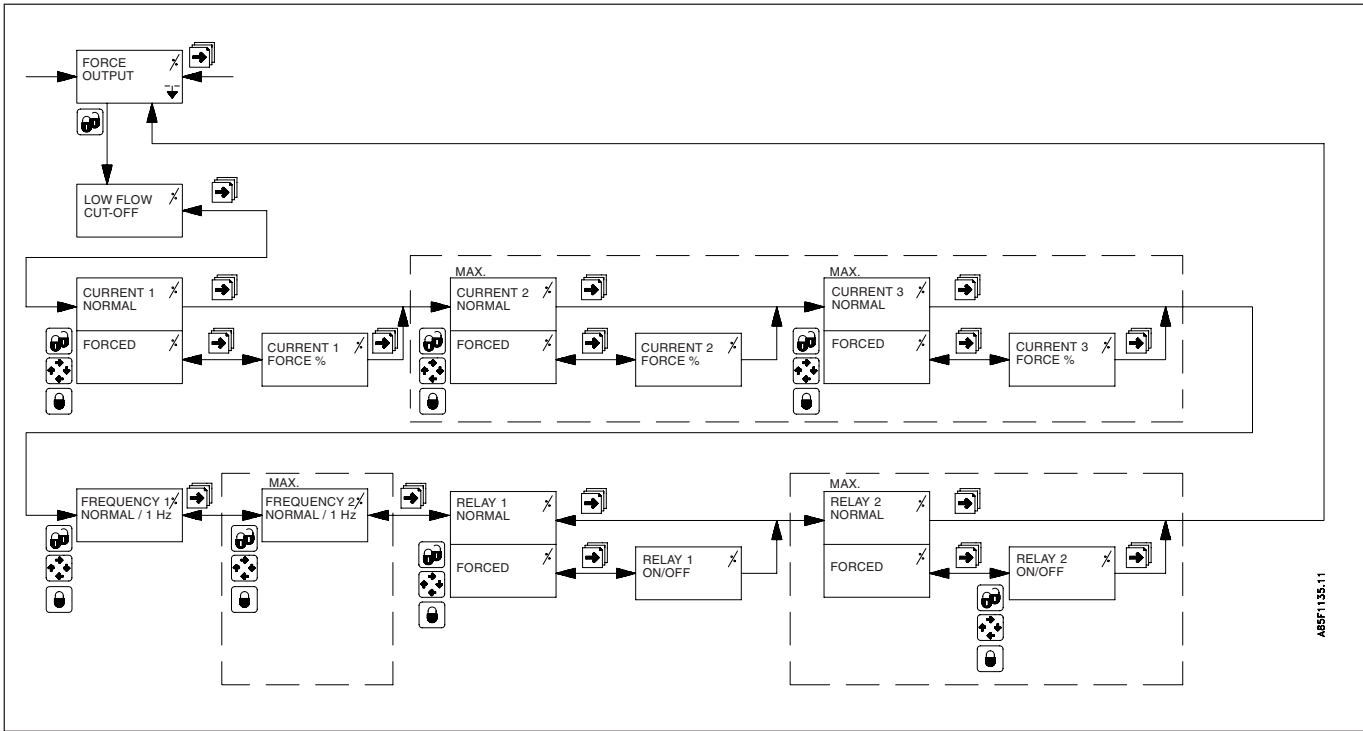 FORCE
OUTPUT
LOW FLOW
CUT-OFF
CURRENT 1
NORMAL
FORCED
CURRENT 1
FORCE %
MAX.
CURRENT 2
NORMAL
FORCED
CURRENT 2
FORCE %
MAX.
CURRENT 3
NORMAL
FORCED
CURRENT 3
FORCE %
FREQUENCY 1
NORMAL / 1 Hz
MAX.
FREQUENCY 2
NORMAL / 1 Hz
RELAY 1
NORMAL
FORCED
RELAY 1
ON/OFF
MAX.
RELAY 2
NORMAL
FORCED
RELAY 2
ON/OFF
A85F1135.11